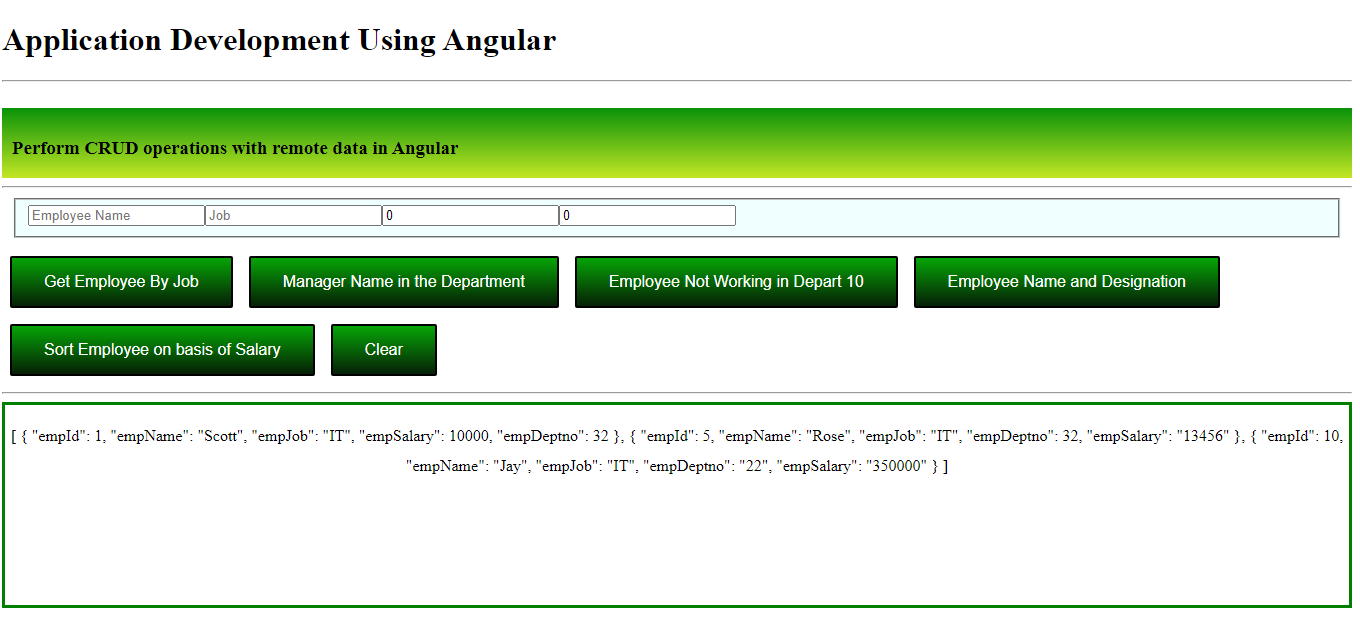 Application Development Using Angular
Perform CRUD operations with remote data in Angular
Employee Name Job 0 0
Get Employee By Job Manager Name in the Department Employee Not Working in Depart 10 Employee Name and Designation
Sort Employee on basis of Salary Clear
[ { "empId": 1, "empName": "Scott", "empJob": "IT", "empSalary": 10000, "empDeptno": 32 }, { "empId": 5, "empName": "Rose", "empJob": "IT", "empDeptno": 32, "empSalary": "13456" }, { "empId": 10,
"empName": "Jay", "empJob": "IT", "empDeptno": "22", "empSalary": "350000" } ]